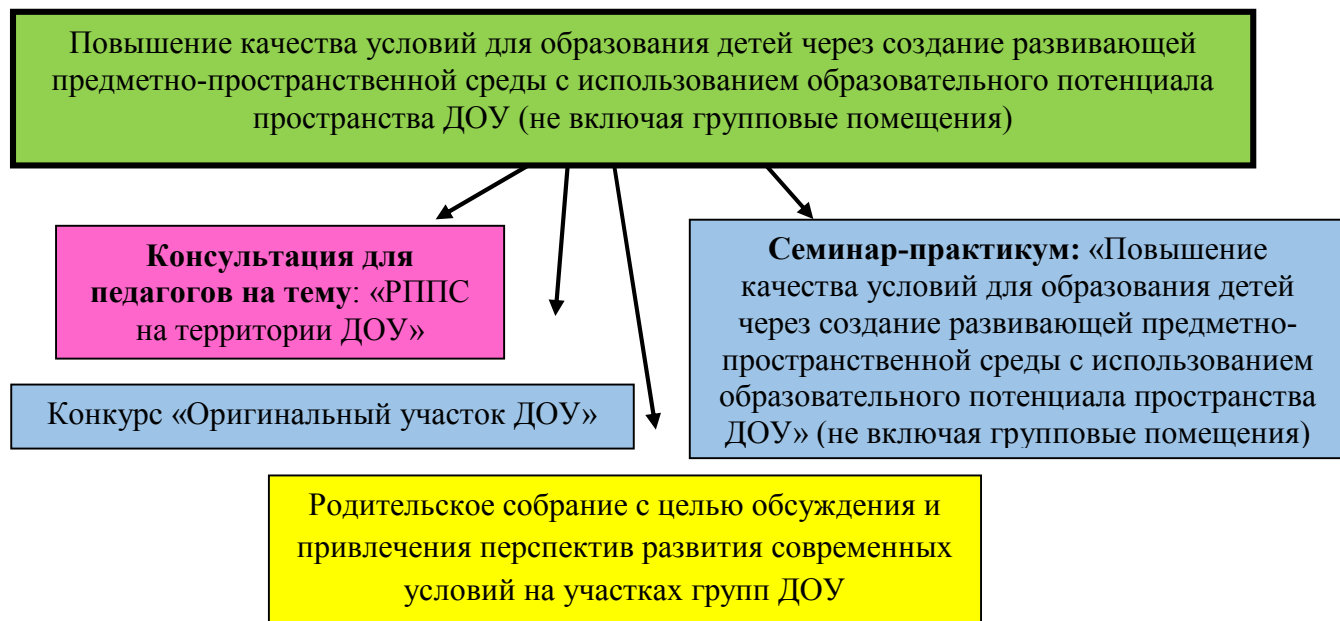 Повышение качества условий для образования детей через создание развивающей
предметно-пространственной среды с использованием образовательного потенциала
пространства ДОУ (не включая групповые помещения)
Консультация для
педагогов на тему: «РППС
на территории ДОУ»
Семинар-практикум: «Повышение
качества условий для образования детей
через создание развивающей предметно-
пространственной среды с использованием
образовательного потенциала пространства
ДОУ» (не включая групповые помещения)
Конкурс «Оригинальный участок ДОУ»
Родительское собрание с целью обсуждения и
привлечения перспектив развития современных
условий на участках групп ДОУ